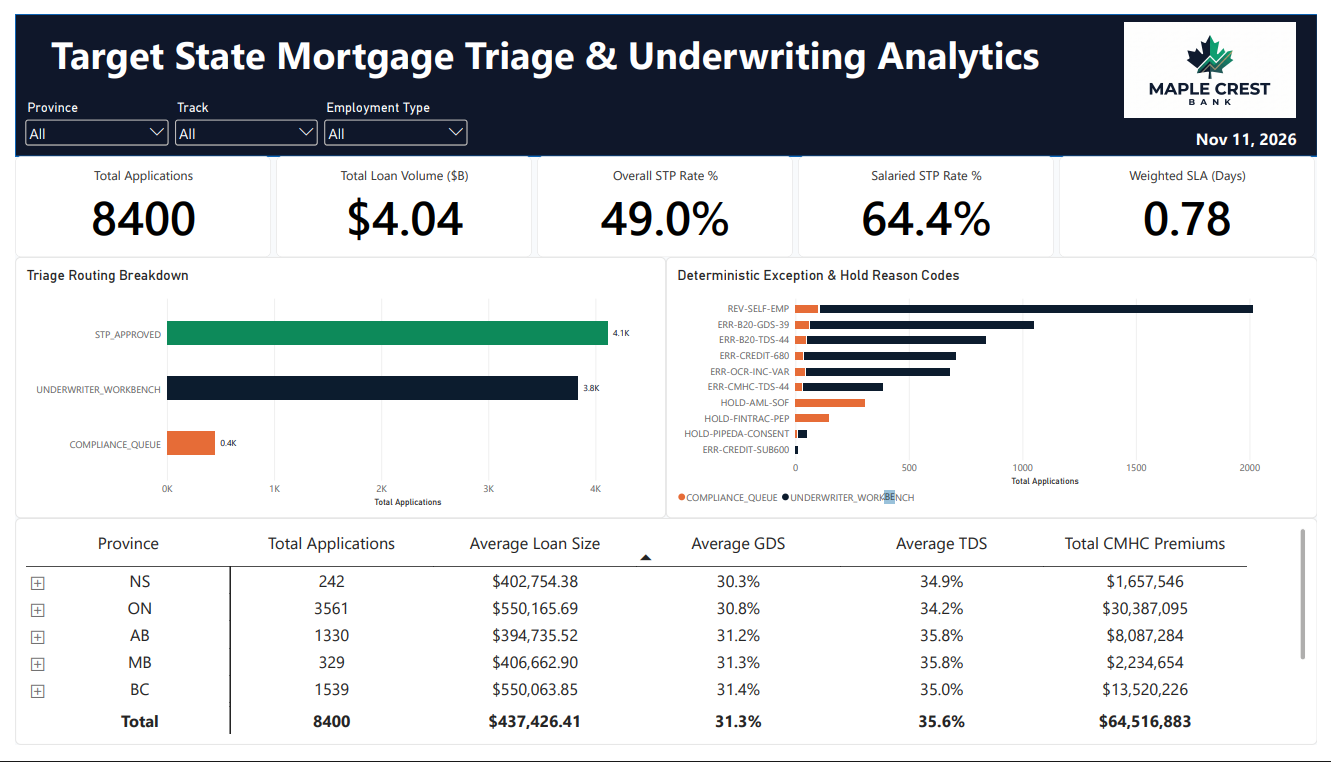 Target State Mortgage Triage & Underwriting Analytics
MAPLE CREST
BANK
Province
Track
Employment Type
All
All
All
Nov 11, 2026
Total Applications
Total Loan Volume ($B)
Overall STP Rate %
Salaried STP Rate %
Weighted SLA (Days)
8400
$4.04
49.0%
64.4%
0.78
Triage Routing Breakdown
STP_APPROVED
4.1K
UNDERWRITER_WORKBENCH
3.8K
COMPLIANCE_QUEUE
0.4K
0K 1K 2K 3K 4K
Total Applications
Deterministic Exception & Hold Reason Codes
REV-SELF-EMP
ERR-B20-GDS-39
ERR-B20-TDS-44
ERR-CREDIT-680
ERR-OCR-INC-VAR
ERR-CMHC-TDS-44
HOLD-AML-SOF
HOLD-FINTRAC-PEP
HOLD-PIPEDA-CONSENT
ERR-CREDIT-SUB600
0 500 1000 1500 2000
Total Applications
COMPLIANCE_QUEUE UNDERWRITER_WORKBENCH
Province Total Applications Average Loan Size Average GDS Average TDS Total CMHC Premiums
NS 242 $402,754.38 30.3% 34.9% $1,657,546
ON 3561 $550,165.69 30.8% 34.2% $30,387,095
AB 1330 $394,735.52 31.2% 35.8% $8,087,284
MB 329 $406,662.90 31.3% 35.8% $2,234,654
BC 1539 $550,063.85 31.4% 35.0% $13,520,226
Total 8400 $437,426.41 31.3% 35.6% $64,516,883